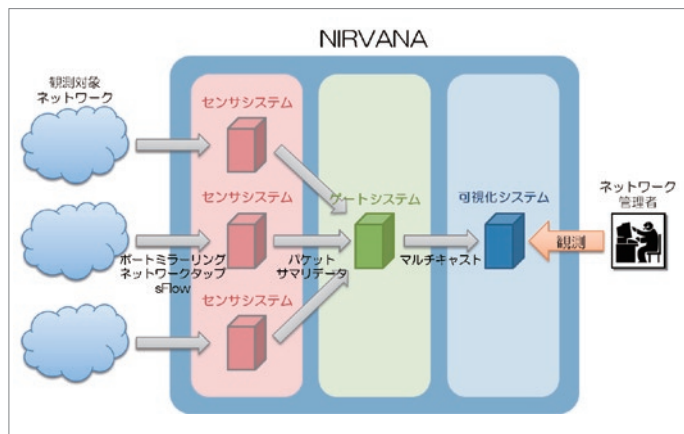 NIRVANA
観測対象
ネットワーク
センサシステム
センサシステム
ゲートシステム
可視化システム
ネットワーク
管理者
観測
ポートミラーリング
ネットワークタップ
sFlow
パケット
サマリデータ
マルチキャスト
センサシステム